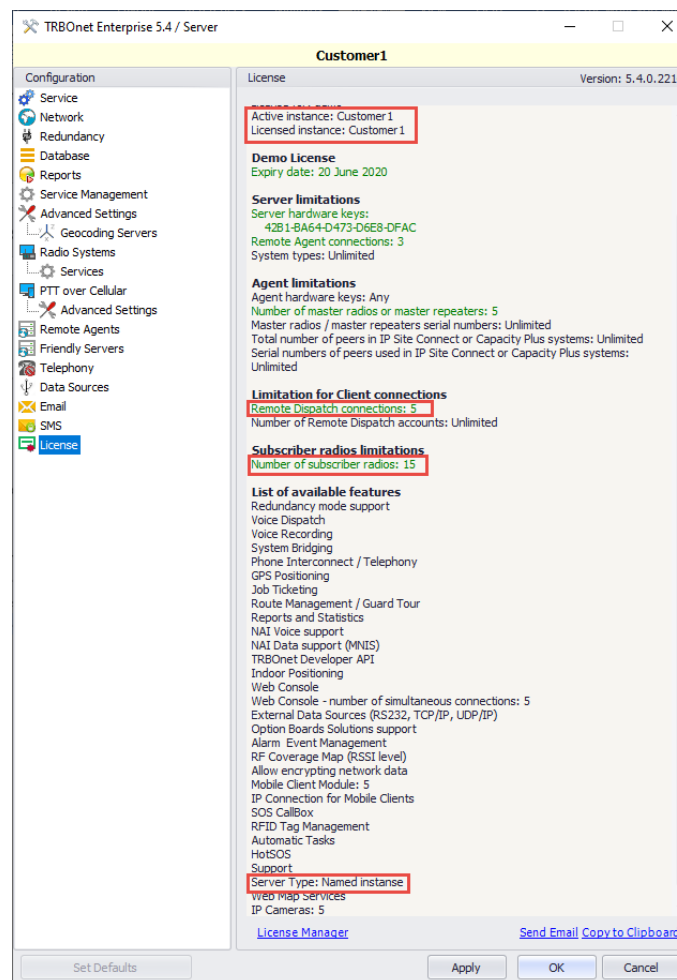 TRBOnet Enterprise 5.4 / Server
Customer1
Configuration
Service
Network
Redundancy
Database
Reports
Service Management
Advanced Settings
Geocoding Servers
Radio Systems
Services
PTT over Cellular
Advanced Settings
Remote Agents
Friendly Servers
Telephony
Data Sources
Email
SMS
License
License
Version: 5.4.0.221
Active instance: Customer1
Licensed instance: Customer1
Demo License
Expiry date: 20 June 2020
Server limitations
Server hardware keys:
42B1-BA64-D473-D6E8-DFAC
Remote Agent connections: 3
System types: Unlimited
Agent limitations
Agent hardware keys: Any
Number of master radios or master repeaters: 5
Master radios / master repeaters serial numbers: Unlimited
Total number of peers in IP Site Connect or Capacity Plus systems: Unlimited
Serial numbers of peers used in IP Site Connect or Capacity Plus systems:
Unlimited
Limitation for Client connections
Remote Dispatch connections: 5
Number of Remote Dispatch accounts: Unlimited
Subscriber radios limitations
Number of subscriber radios: 15
List of available features
Redundancy mode support
Voice Dispatch
Voice Recording
System Bridging
Phone Interconnect / Telephony
GPS Positioning
Job Ticketing
Route Management / Guard Tour
Reports and Statistics
NAI Voice support
NAI Data support (MNIS)
TRBOnet Developer API
Indoor Positioning
Web Console
Web Console - number of simultaneous connections: 5
External Data Sources (RS232, TCP/IP, UDP/IP)
Option Boards Solutions support
Alarm Event Management
RF Coverage Map (RSSI level)
Allow encrypting network data
Mobile Client Module: 5
IP Connection for Mobile Clients
SOS CallBox
RFID Tag Management
Automatic Tasks
HotSOS
Support
Server Type: Named instanse
Web Map Services
IP Cameras: 5
License Manager
Send Email Copy to Clipboard
Set Defaults
Apply
OK
Cancel